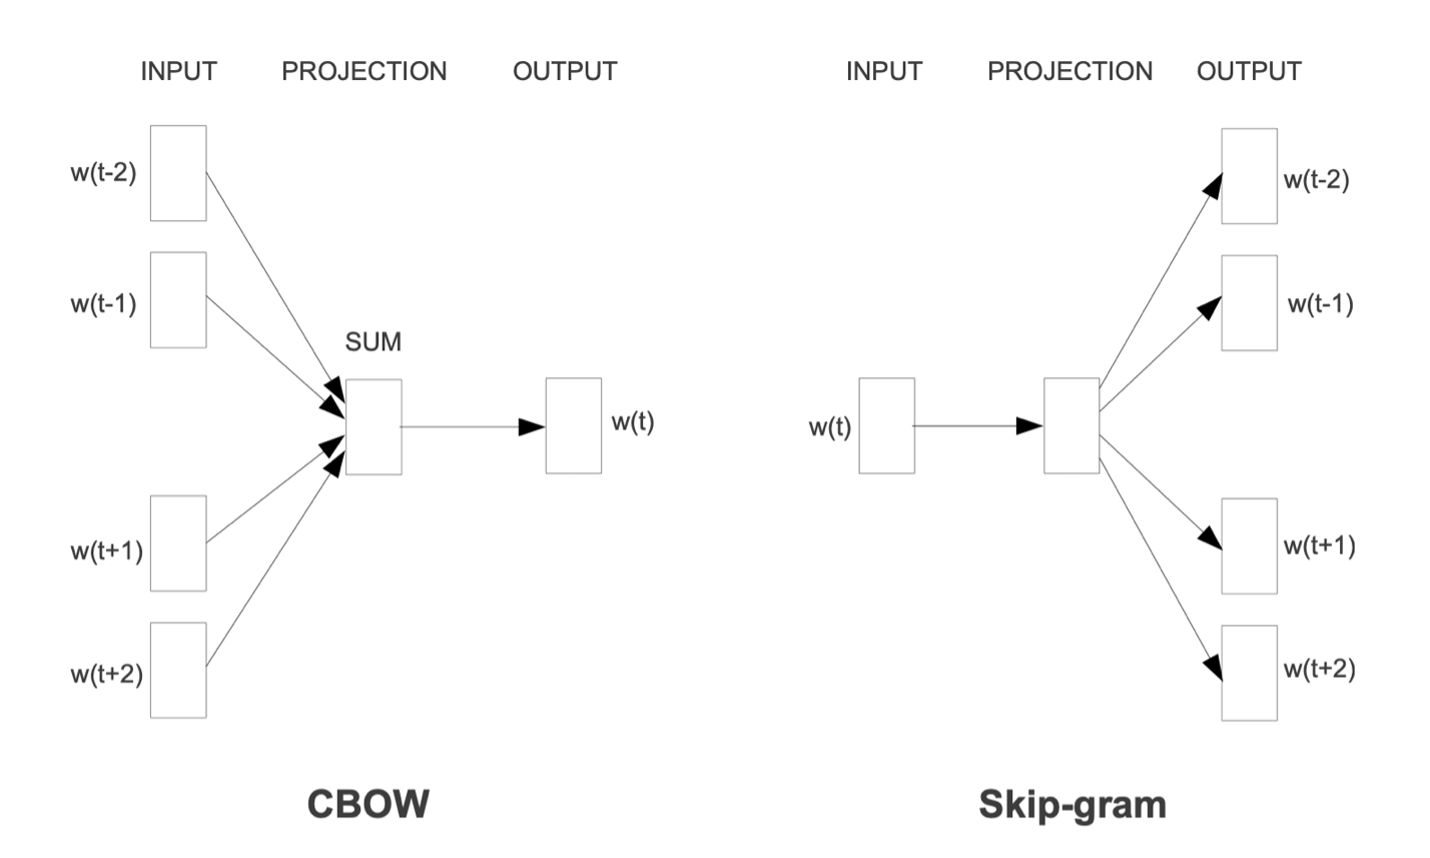 INPUT PROJECTION OUTPUT
w(t-2)
w(t-1)
SUM
w(t)
w(t+1)
w(t+2)
CBOW
INPUT PROJECTION OUTPUT
w(t-2)
w(t-1)
w(t)
w(t+1)
w(t+2)
Skip-gram